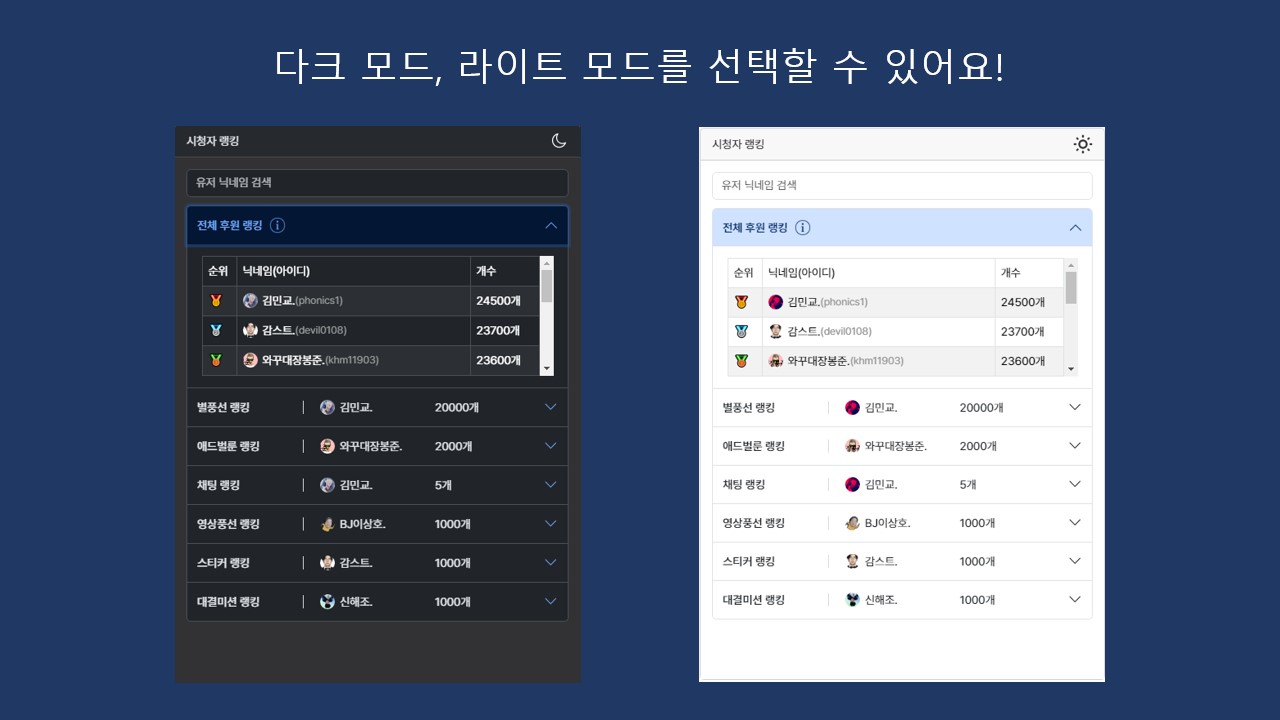 다크 모드, 라이트 모드를 선택할 수 있어요!
시청자 랭킹
유저 닉네임 검색
전체 후원 랭킹
순위 닉네임(아이디) 개수
김민교.(phonics1) 24500개
감스트.(devil0108) 23700개
와꾸대장봉준.(khm11903) 23600개
별풍선 랭킹 김민교. 20000개
애드벌룬 랭킹 와꾸대장봉준. 2000개
채팅 랭킹 김민교. 5개
영상풍선 랭킹 BJ이상호. 1000개
스티커 랭킹 감스트. 1000개
대결미션 랭킹 신해조. 1000개
시청자 랭킹
유저 닉네임 검색
전체 후원 랭킹
순위 닉네임(아이디) 개수
김민교.(phonics1) 24500개
감스트.(devil0108) 23700개
와꾸대장봉준.(khm11903) 23600개
별풍선 랭킹 김민교. 20000개
애드벌룬 랭킹 와꾸대장봉준. 2000개
채팅 랭킹 김민교. 5개
영상풍선 랭킹 BJ이상호. 1000개
스티커 랭킹 감스트. 1000개
대결미션 랭킹 신해조. 1000개